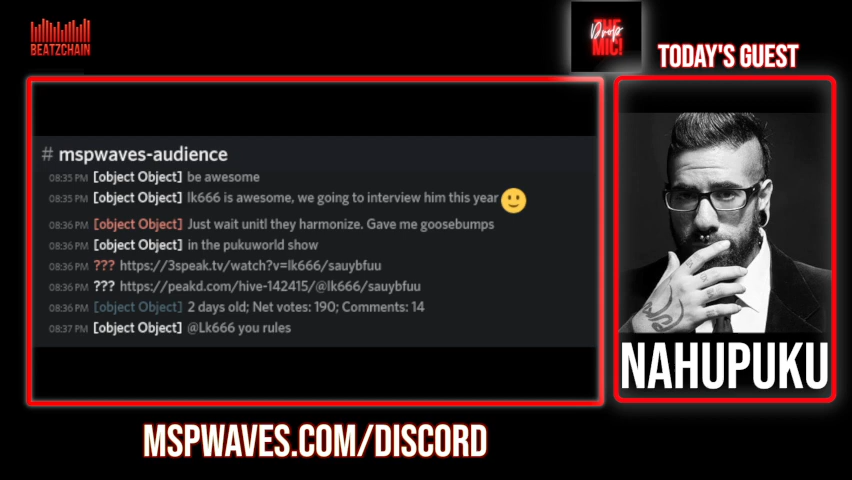 BEATZCHAIN
THE
Drop
MIC!
TODAY'S GUEST
# mspwaves-audience
08:35 PM [object Object] be awesome
08:35 PM [object Object] lk666 is awesome, we going to interview him this year 🙂
08:36 PM [object Object] Just wait unitl they harmonize. Gave me goosebumps
08:36 PM [object Object] in the pukuworld show
08:36 PM ??? https://3speak.tv/watch?v=lk666/sauybfuu
08:36 PM ??? https://peakd.com/hive-142415/@lk666/sauybfuu
08:36 PM [object Object] 2 days old; Net votes: 190; Comments: 14
08:37 PM [object Object] @Lk666 you rules
NAHUPUKU
MSPWAVES.COM/DISCORD